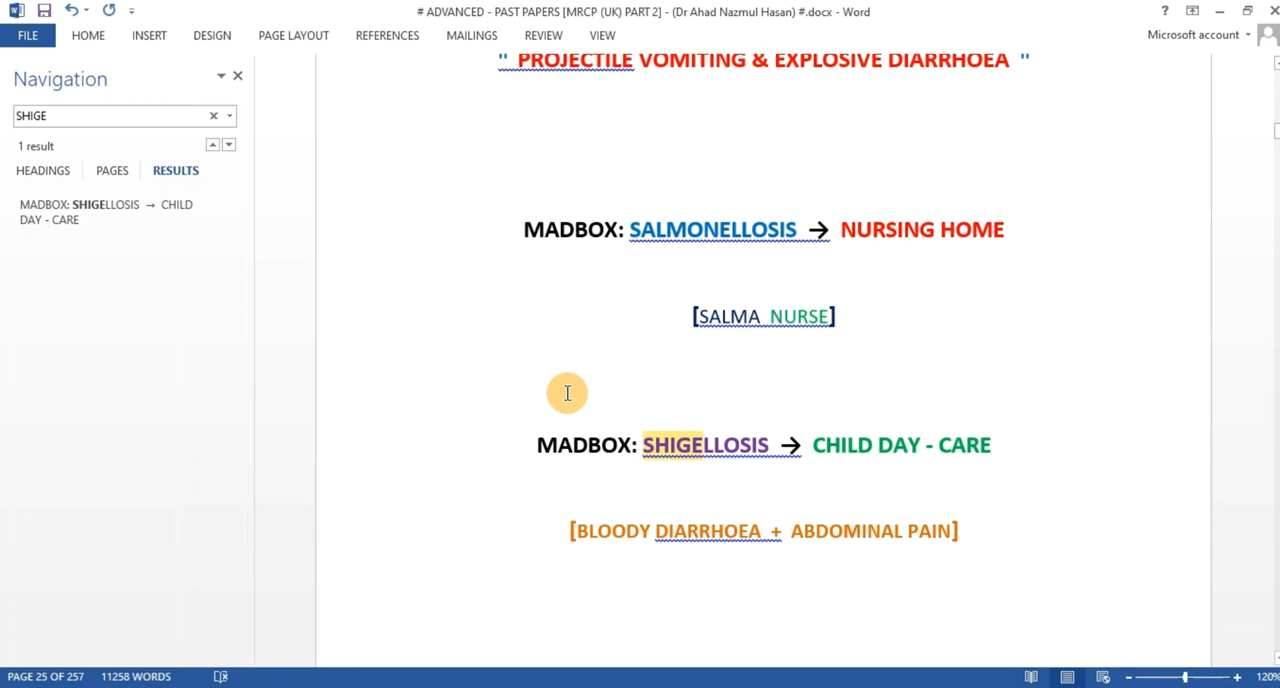 # ADVANCED - PAST PAPERS [MRCP (UK) PART 2] - (Dr Ahad Nazmul Hasan) #.docx - Word
FILE HOME INSERT DESIGN PAGE LAYOUT REFERENCES MAILINGS REVIEW VIEW Microsoft account
Navigation
SHIGE
1 result
HEADINGS PAGES RESULTS
MADBOX: SHIGELLOSIS → CHILD
DAY - CARE
" PROJECTILE VOMITING & EXPLOSIVE DIARRHOEA "
MADBOX: SALMONELLOSIS → NURSING HOME
[SALMA NURSE]
MADBOX: SHIGELLOSIS → CHILD DAY - CARE
[BLOODY DIARRHOEA + ABDOMINAL PAIN]
PAGE 25 OF 257 11258 WORDS 120%